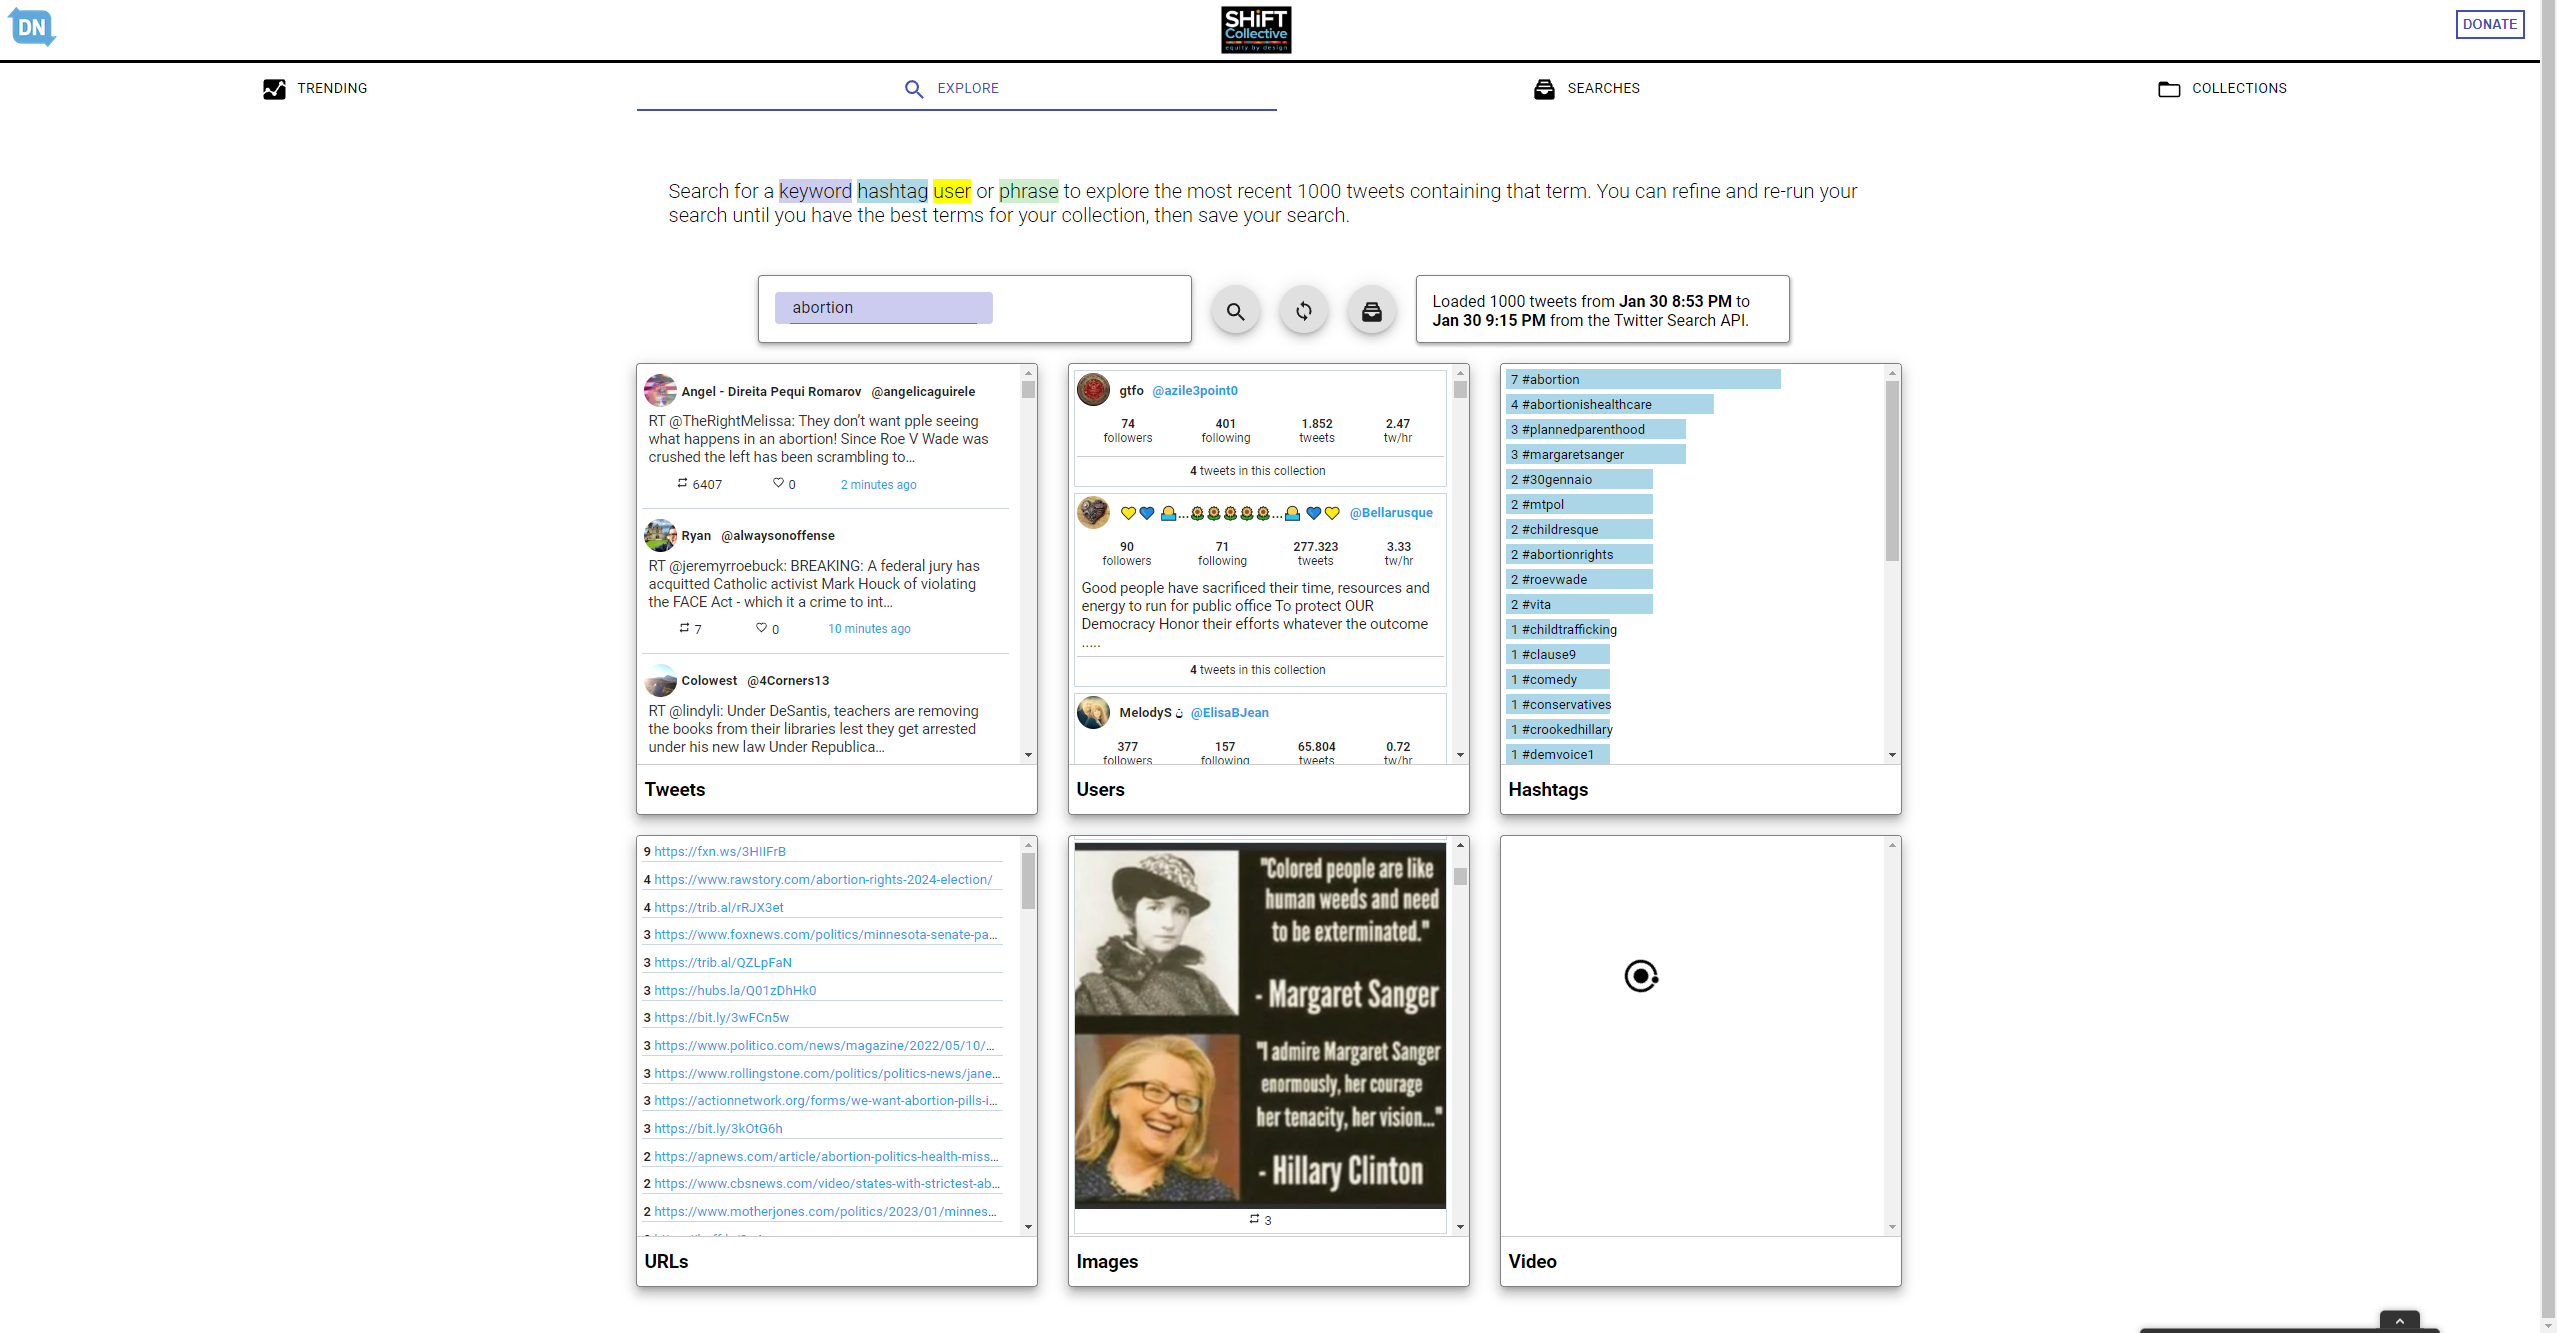 DN
SHiFT
Collective
equity by design
DONATE
TRENDING
EXPLORE
SEARCHES
COLLECTIONS
Search for a keyword hashtag user or phrase to explore the most recent 1000 tweets containing that term. You can refine and re-run your
search until you have the best terms for your collection, then save your search.
abortion
Loaded 1000 tweets from Jan 30 8:53 PM to
Jan 30 9:15 PM from the Twitter Search API.
Angel - Direita Pequi Romarov @angelicaguirele
RT @TheRightMelissa: They don't want pple seeing
what happens in an abortion! Since Roe V Wade was
crushed the left has been scrambling to...
6407 0 2 minutes ago
Ryan @alwaysonoffense
RT @jeremyrroebuck: BREAKING: A federal jury has
acquitted Catholic activist Mark Houck of violating
the FACE Act - which it a crime to int...
7 0 10 minutes ago
Colowest @4Corners13
RT @lindyli: Under DeSantis, teachers are removing
the books from their libraries lest they get arrested
under his new law Under Republica...
Tweets
gtfo @azile3point0
74 401 1.852 2.47
followers following tweets tw/hr
4 tweets in this collection
💛💙 🤽...🌻🌻🌻🌻🌻...🤽 💙💛 @Bellarusque
90 71 277.323 3.33
followers following tweets tw/hr
Good people have sacrificed their time, resources and
energy to run for public office To protect OUR
Democracy Honor their efforts whatever the outcome
.....
4 tweets in this collection
MelodyS ن @ElisaBJean
377 157 65.804 0.72
followers following tweets tw/hr
Users
7 #abortion
4 #abortionishealthcare
3 #plannedparenthood
3 #margaretsanger
2 #30gennaio
2 #mtpol
2 #childresque
2 #abortionrights
2 #roevwade
2 #vita
1 #childtrafficking
1 #clause9
1 #comedy
1 #conservatives
1 #crookedhillary
1 #demvoice1
Hashtags
9 https://fxn.ws/3HIIFrB
4 https://www.rawstory.com/abortion-rights-2024-election/
4 https://trib.al/rRJX3et
3 https://www.foxnews.com/politics/minnesota-senate-pa...
3 https://trib.al/QZLpFaN
3 https://hubs.la/Q01zDhHk0
3 https://bit.ly/3wFCn5w
3 https://www.politico.com/news/magazine/2022/05/10/...
3 https://www.rollingstone.com/politics/politics-news/jane...
3 https://actionnetwork.org/forms/we-want-abortion-pills-i...
3 https://bit.ly/3kOtG6h
2 https://apnews.com/article/abortion-politics-health-miss...
2 https://www.cbsnews.com/video/states-with-strictest-ab...
2 https://www.motherjones.com/politics/2023/01/minnes...
URLs
"Colored people are like
human weeds and need
to be exterminated."
- Margaret Sanger
"I admire Margaret Sanger
enormously, her courage
her tenacity, her vision..."
- Hillary Clinton
3
Images
Video